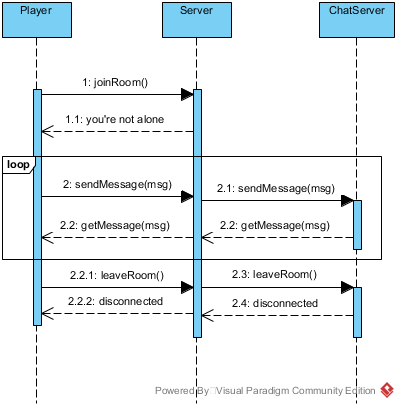 Player Server ChatServer
1: joinRoom()
1.1: you're not alone
loop
2: sendMessage(msg)
2.1: sendMessage(msg)
2.2: getMessage(msg)
2.2: getMessage(msg)
2.2.1: leaveRoom()
2.3: leaveRoom()
2.2.2: disconnected
2.4: disconnected
Powered By Visual Paradigm Community Edition